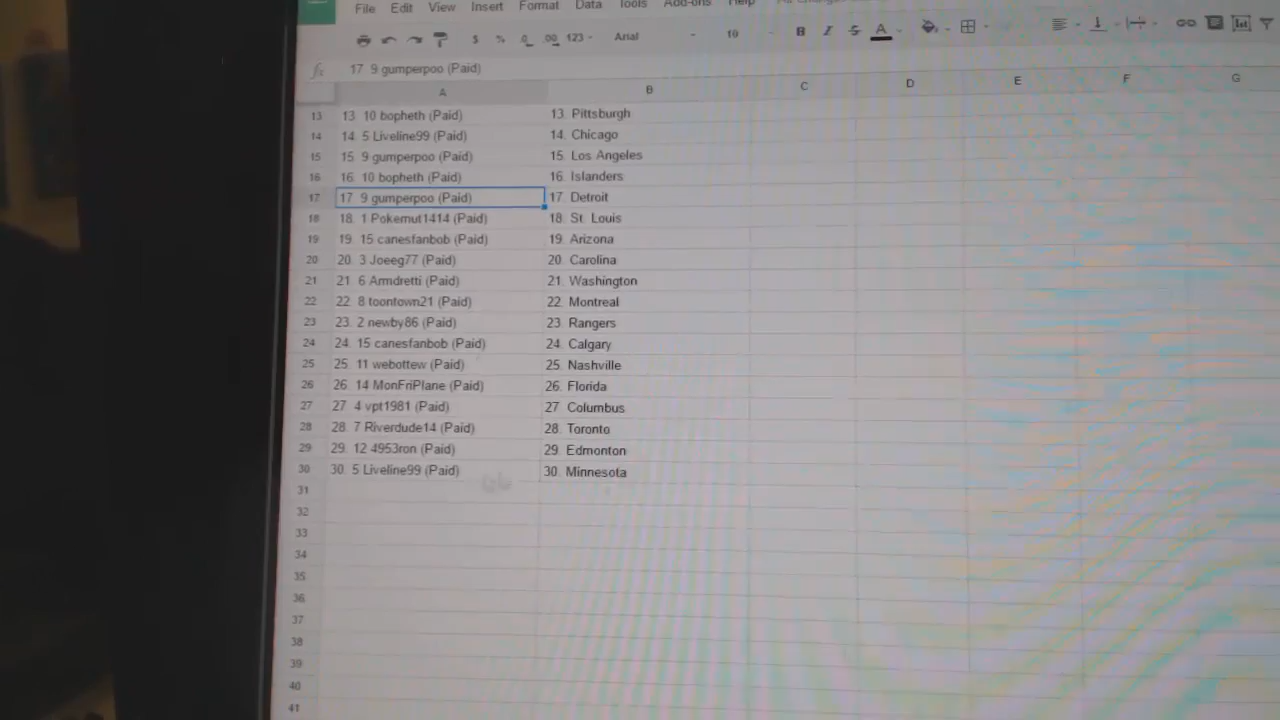 File Edit View Insert Format Data Tools Add-ons Help
$ % .0 .00 123 Arial 10 B I S A
fx 17 9 gumperpoo (Paid)
A B C D E F G
13 13 10 bopheth (Paid) 13. Pittsburgh
14 14. 5 Liveline99 (Paid) 14. Chicago
15 15 9 gumperpoo (Paid) 15. Los Angeles
16 16. 10 bopheth (Paid) 16. Islanders
17 17 9 gumperpoo (Paid) 17. Detroit
18 18. 1 Pokemut1414 (Paid) 18. St. Louis
19 19. 15 canesfanbob (Paid) 19. Arizona
20 20. 3 Joeeg77 (Paid) 20. Carolina
21 21. 6 Armdretti (Paid) 21. Washington
22 22. 8 toontown21 (Paid) 22. Montreal
23 23. 2 newby86 (Paid) 23. Rangers
24 24. 15 canesfanbob (Paid) 24. Calgary
25 25. 11 webottew (Paid) 25. Nashville
26 26. 14 MonFriPlane (Paid) 26. Florida
27 27 4 vpt1981 (Paid) 27 Columbus
28 28. 7 Riverdude14 (Paid) 28. Toronto
29 29. 12 4953ron (Paid) 29. Edmonton
30 30. 5 Liveline99 (Paid) 30. Minnesota
31
32
33
34
35
36
37
38
39
40
41